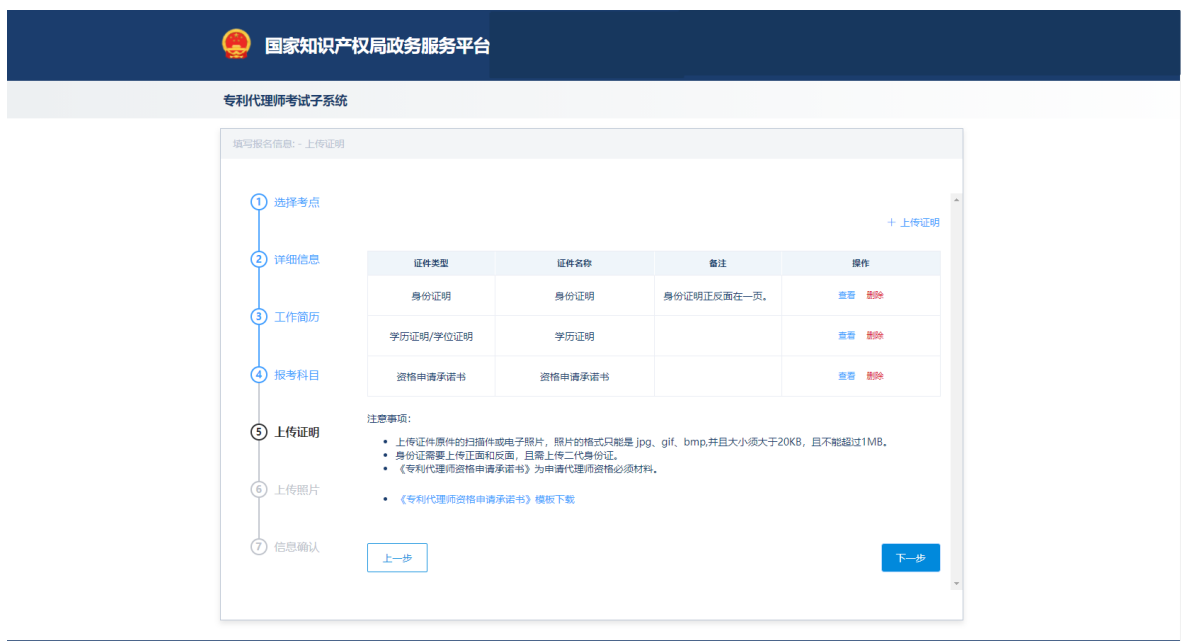 国家知识产权局政务服务平台
专利代理师考试子系统
填写报名信息: - 上传证明
1 选择考点
2 详细信息
3 工作简历
4 报考科目
5 上传证明
6 上传照片
7 信息确认
+ 上传证明
证件类型 证件名称 备注 操作
身份证明 身份证明 身份证明正反面在一页。 查看 删除
学历证明/学位证明 学历证明 查看 删除
资格申请承诺书 资格申请承诺书 查看 删除
注意事项：
• 上传证件原件的扫描件或电子照片，照片的格式只能是 jpg、gif、bmp,并且大小须大于20KB，且不能超过1MB。
• 身份证需要上传正面和反面，且需上传二代身份证。
• 《专利代理师资格申请承诺书》为申请代理师资格必须材料。
• 《专利代理师资格申请承诺书》模板下载
上一步 下一步